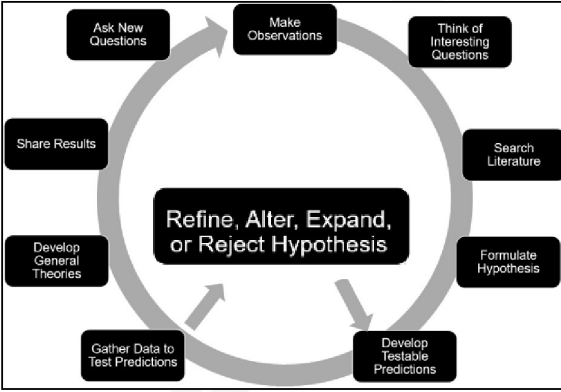 Make
Observations
Think of
Interesting
Questions
Search
Literature
Formulate
Hypothesis
Develop
Testable
Predictions
Gather Data to
Test Predictions
Develop
General
Theories
Share Results
Ask New
Questions
Refine, Alter, Expand,
or Reject Hypothesis